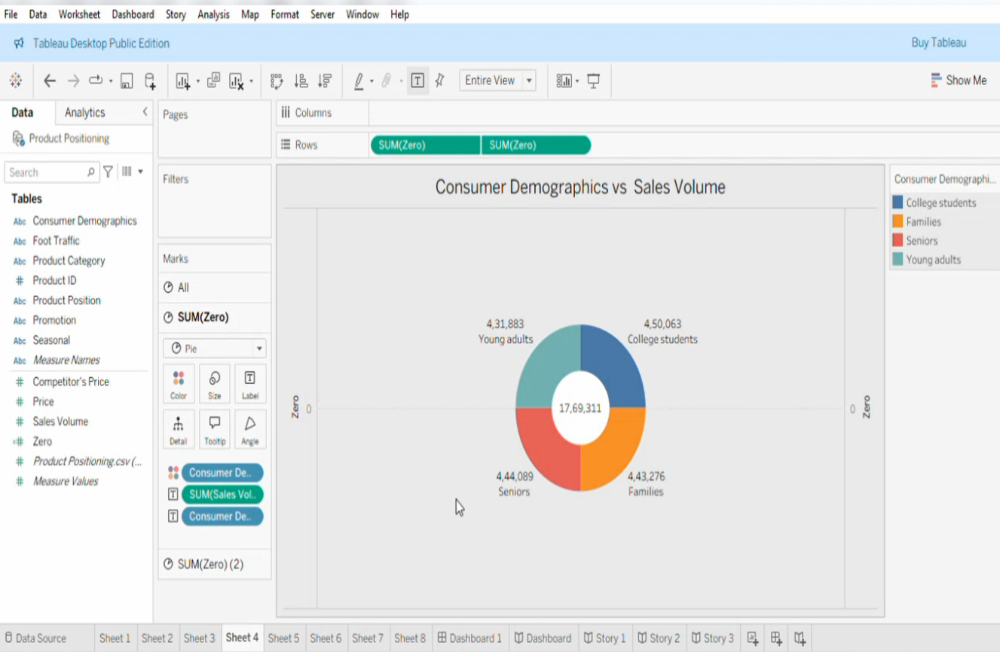 File Data Worksheet Dashboard Story Analysis Map Format Server Window Help
Tableau Desktop Public Edition Buy Tableau
Entire View Show Me
Data Analytics
Product Positioning
Search
Tables
Abc Consumer Demographics
Abc Foot Traffic
Abc Product Category
# Product ID
Abc Product Position
Abc Promotion
Abc Seasonal
Abc Measure Names
# Competitor's Price
# Price
# Sales Volume
=# Zero
# Product Positioning.csv (...
# Measure Values
Pages
Filters
Marks
All
SUM(Zero)
Pie
Color Size Label
Detail Tooltip Angle
Consumer De..
T SUM(Sales Vol..
T Consumer De..
SUM(Zero) (2)
Columns
Rows SUM(Zero) SUM(Zero)
Consumer Demographics vs Sales Volume
4,31,883
Young adults
4,50,063
College students
Zero 0
17,69,311
0 Zero
4,44,089
Seniors
4,43,276
Families
Consumer Demographi...
College students
Families
Seniors
Young adults
Data Source Sheet 1 Sheet 2 Sheet 3 Sheet 4 Sheet 5 Sheet 6 Sheet 7 Sheet 8 Dashboard 1 Dashboard Story 1 Story 2 Story 3